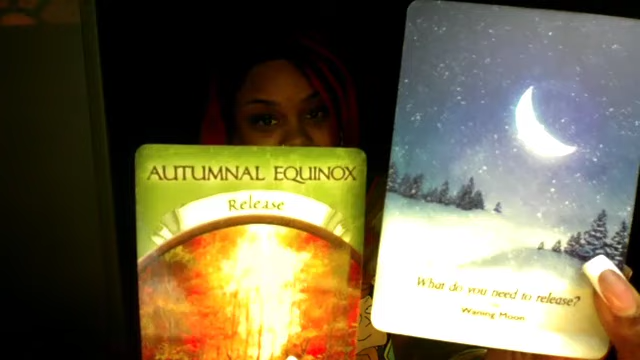 AUTUMNAL EQUINOX
Release
What do you need to release?
Waning Moon